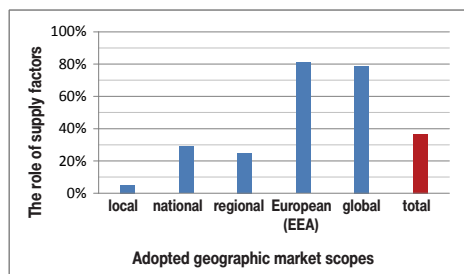 The role of supply factors
100%
80%
60%
40%
20%
0%
local national regional European global total
(EEA)
Adopted geographic market scopes